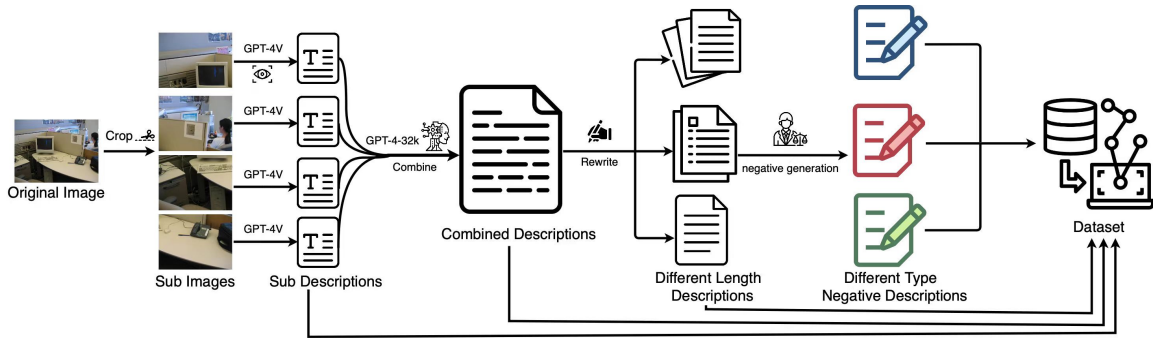 GPT-4V
GPT-4V
GPT-4V
GPT-4V
Crop
Original Image
Sub Images
T
T
T
T
Sub Descriptions
GPT-4-32k
Combine
Combined Descriptions
Rewrite
negative generation
Different Length
Descriptions
Different Type
Negative Descriptions
Dataset